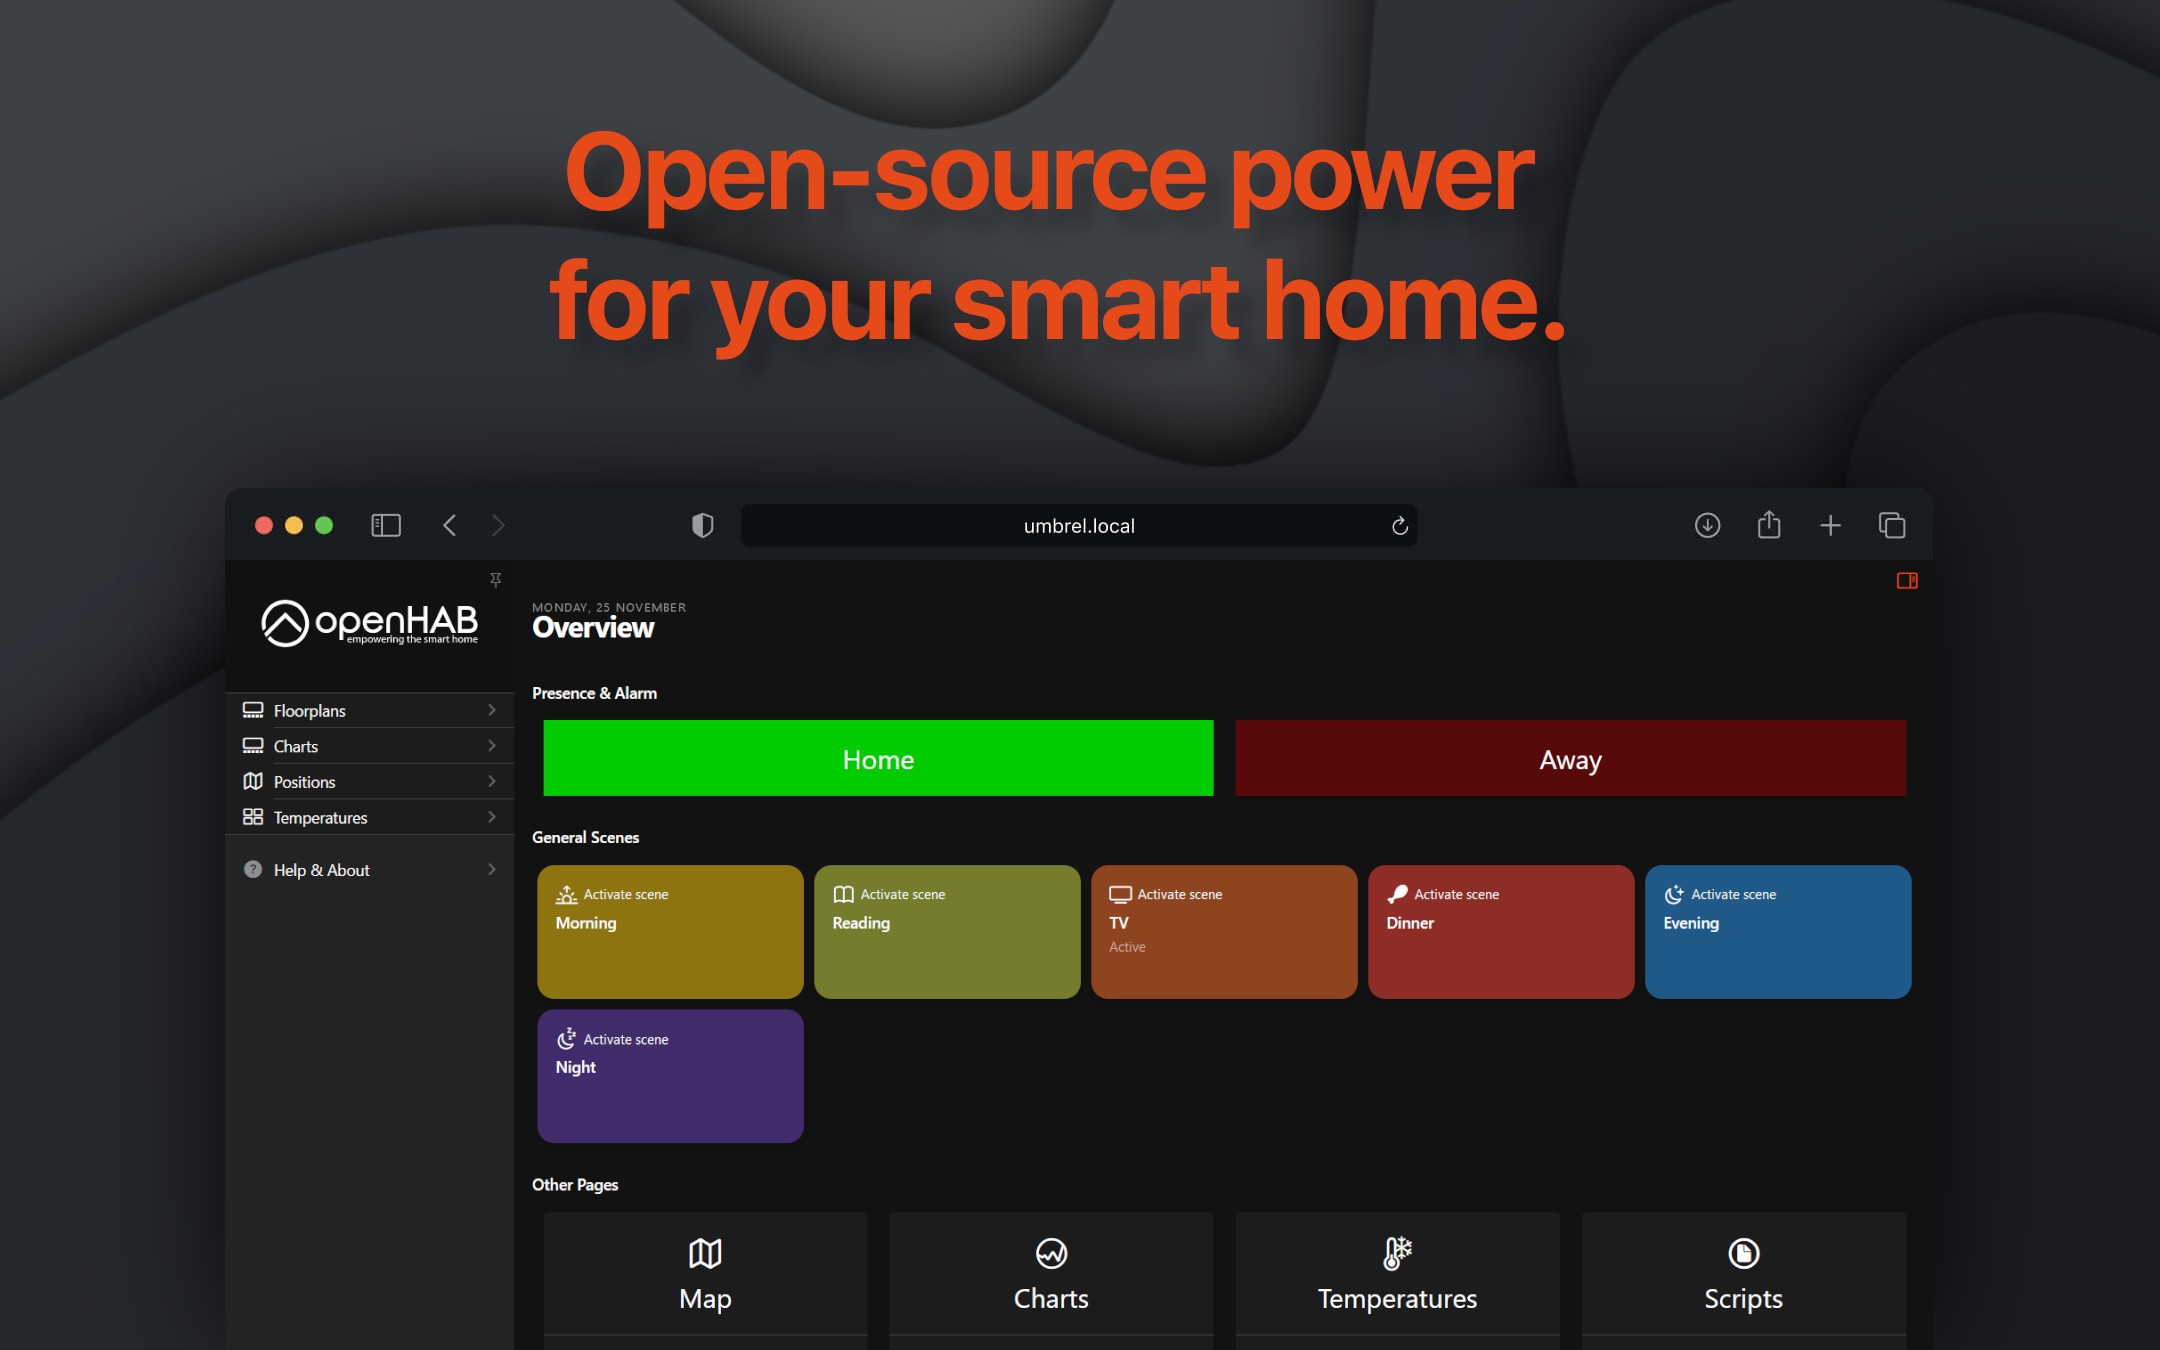 Open-source power
for your smart home.
umbrel.local
openHAB
empowering the smart home
Floorplans
Charts
Positions
Temperatures
? Help & About
MONDAY, 25 NOVEMBER
Overview
Presence & Alarm
Home
Away
General Scenes
Activate scene
Morning
Activate scene
Reading
Activate scene
TV
Active
Activate scene
Dinner
Activate scene
Evening
Activate scene
Night
Other Pages
Map
Charts
Temperatures
Scripts